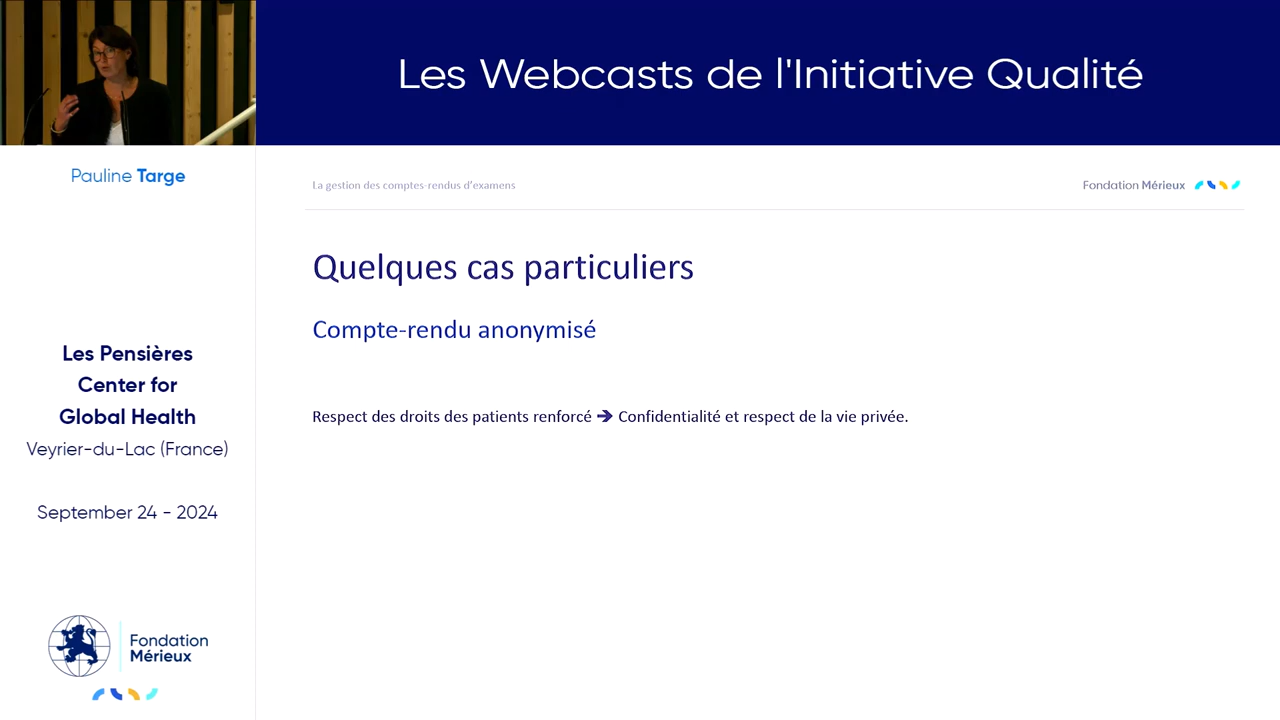 Les Webcasts de l'Initiative Qualité
Pauline Targe
La gestion des comptes-rendus d'examens
Fondation Mérieux
Quelques cas particuliers
Compte-rendu anonymisé
Respect des droits des patients renforcé ➔ Confidentialité et respect de la vie privée.
Les Pensières
Center for
Global Health
Veyrier-du-Lac (France)
September 24 - 2024
Fondation
Mérieux